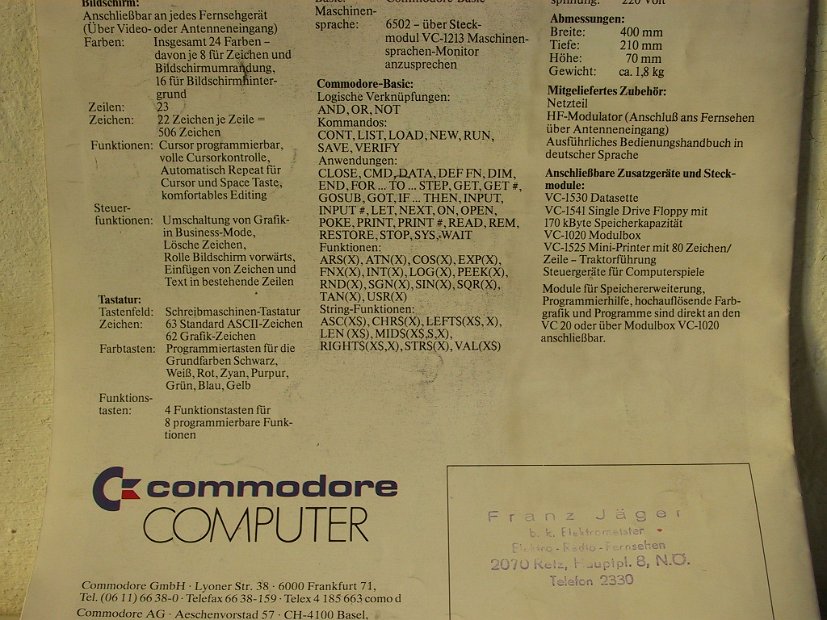 Bildschirm:
Anschließbar an jedes Fernsehgerät
(Über Video- oder Antenneneingang)
Farben: Insgesamt 24 Farben –
davon je 8 für Zeichen und
Bildschirmumrandung,
16 für Bildschirmhinter-
grund
Zeilen: 23
Zeichen: 22 Zeichen je Zeile =
506 Zeichen
Funktionen: Cursor programmierbar,
volle Cursorkontrolle,
Automatisch Repeat für
Cursor und Space Taste,
komfortables Editing
Steuer-
funktionen: Umschaltung von Grafik-
in Business-Mode,
Lösche Zeichen,
Rolle Bildschirm vorwärts,
Einfügen von Zeichen und
Text in bestehende Zeilen
Tastatur:
Tastenfeld: Schreibmaschinen-Tastatur
Zeichen: 63 Standard ASCII-Zeichen
62 Grafik-Zeichen
Farbtasten: Programmiertasten für die
Grundfarben Schwarz,
Weiß, Rot, Zyan, Purpur,
Grün, Blau, Gelb
Funktions-
tasten: 4 Funktionstasten für
8 programmierbare Funk-
tionen
Basic: Commodore-Basic
Maschinen-
sprache: 6502 – über Steck-
modul VC-1213 Maschinen-
sprachen-Monitor
anzusprechen
Commodore-Basic:
Logische Verknüpfungen:
AND, OR, NOT
Kommandos:
CONT, LIST, LOAD, NEW, RUN,
SAVE, VERIFY
Anwendungen:
CLOSE, CMD, DATA, DEF FN, DIM,
END, FOR ... TO ... STEP, GET, GET #,
GOSUB, GOT, IF ... THEN, INPUT,
INPUT #, LET, NEXT, ON, OPEN,
POKE, PRINT, PRINT #, READ, REM,
RESTORE, STOP, SYS, WAIT
Funktionen:
ARS(X), ATN(X), COS(X), EXP(X),
FNX(X), INT(X), LOG(X), PEEK(X),
RND(X), SGN(X), SIN(X), SQR(X),
TAN(X), USR(X)
String-Funktionen:
ASC(X$), CHR$(X), LEFT$(X$, X),
LEN (X$), MID$(X$,S,X),
RIGHT$(X$,X), STR$(X), VAL(X$)
spannung: 220 Volt
Abmessungen:
Breite: 400 mm
Tiefe: 210 mm
Höhe: 70 mm
Gewicht: ca. 1,8 kg
Mitgeliefertes Zubehör:
Netzteil
HF-Modulator (Anschluß ans Fernsehen
über Antenneneingang)
Ausführliches Bedienungshandbuch in
deutscher Sprache
Anschließbare Zusatzgeräte und Steck-
module:
VC-1530 Datasette
VC-1541 Single Drive Floppy mit
170 kByte Speicherkapazität
VC-1020 Modulbox
VC-1525 Mini-Printer mit 80 Zeichen/
Zeile – Traktorführung
Steuergeräte für Computerspiele
Module für Speichererweiterung,
Programmierhilfe, hochauflösende Farb-
grafik und Programme sind direkt an den
VC 20 oder über Modulbox VC-1020
anschließbar.
commodore
COMPUTER
Commodore GmbH · Lyoner Str. 38 · 6000 Frankfurt 71,
Tel. (06 11) 66 38-0 · Telefax 66 38-159 · Telex 4 185 663 como d
Commodore AG · Aeschenvorstad 57 · CH-4100 Basel,
Franz Jäger
b. k. Elektromeister
Elektro-Radio-Fernsehen
2070 Retz, Hauptpl. 8, N.Ö.
Telefon 2330